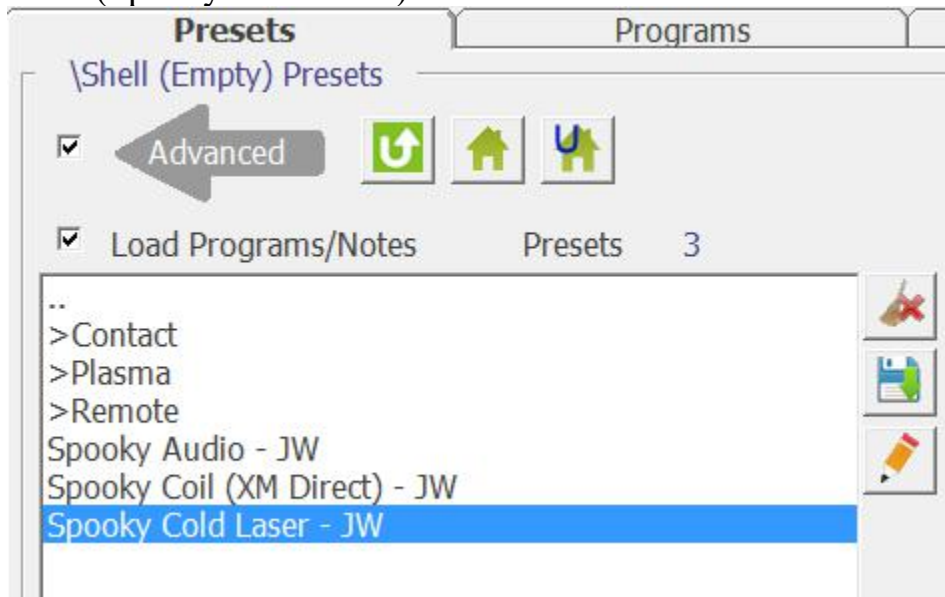 Presets Programs
\Shell (Empty) Presets
Advanced
Load Programs/Notes Presets 3
..
>Contact
>Plasma
>Remote
Spooky Audio - JW
Spooky Coil (XM Direct) - JW
Spooky Cold Laser - JW